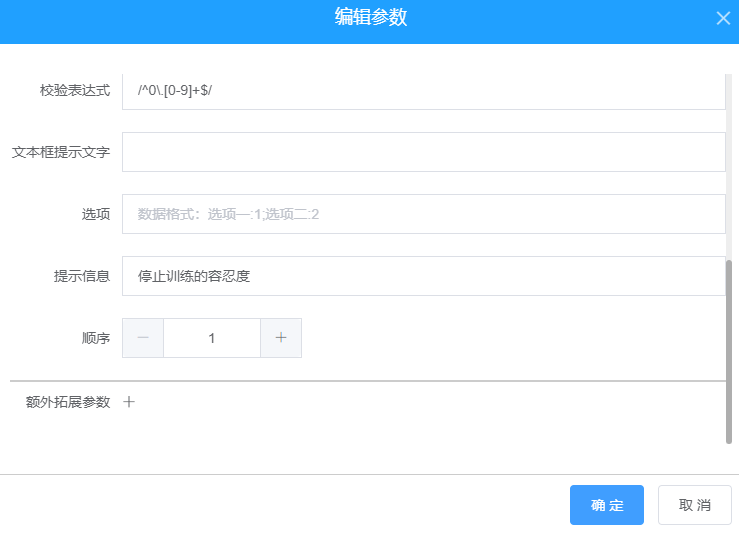 编辑参数
校验表达式 /^0\.[0-9]+$/
文本框提示文字
选项 数据格式：选项一:1;选项二:2
提示信息 停止训练的容忍度
顺序 1
额外拓展参数
确 定 取 消